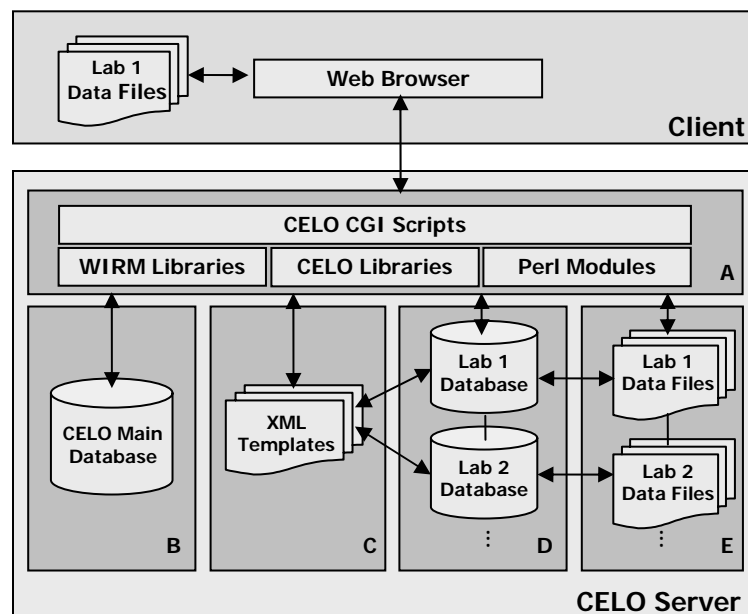 Lab 1
Data Files
Web Browser
Client
CELO CGI Scripts
WIRM Libraries
CELO Libraries
Perl Modules
A
CELO Main
Database
B
XML
Templates
C
Lab 1
Database
Lab 2
Database
⋮
D
Lab 1
Data Files
Lab 2
Data Files
⋮
E
CELO Server